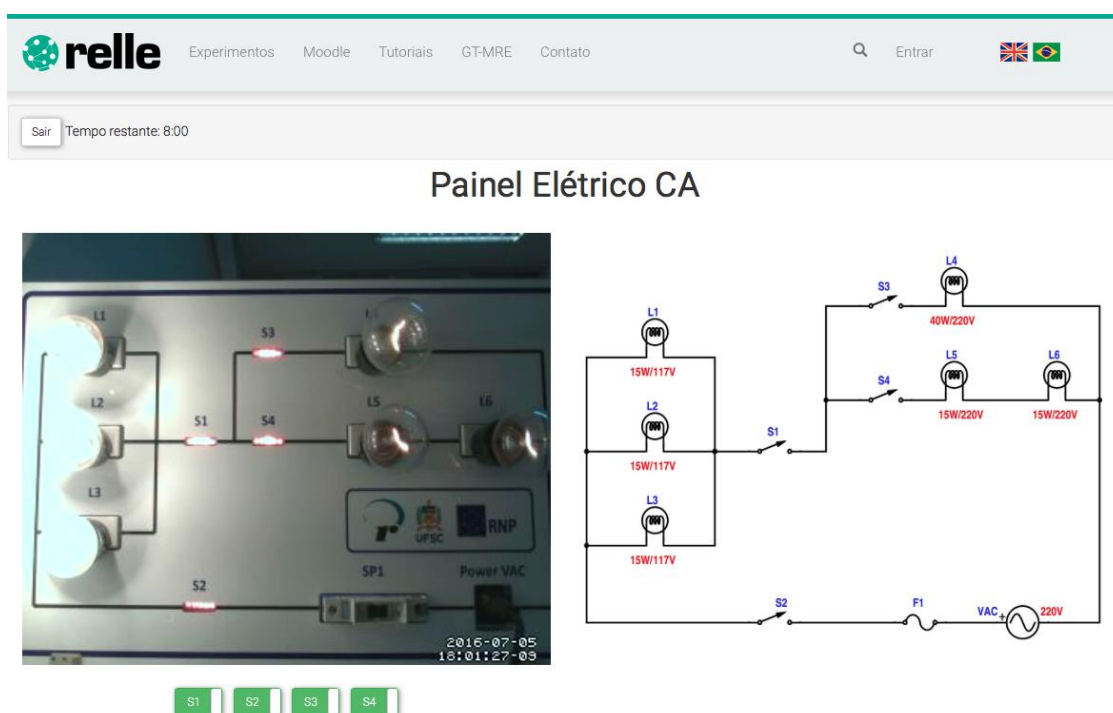 relle Experimentos Moodle Tutoriais GT-MRE Contato Entrar
Sair Tempo restante: 8:00
Painel Elétrico CA
L1
L2
L3
S1
S2
S3
S4
L5
L6
UFSC
RNP
SP1
Power VAC
2016-07-05
18:01:27-03
L1
15W/117V
L2
15W/117V
L3
15W/117V
S1
S3
L4
40W/220V
S4
L5
15W/220V
L6
15W/220V
S2
F1
VAC
+
220V
S1 S2 S3 S4